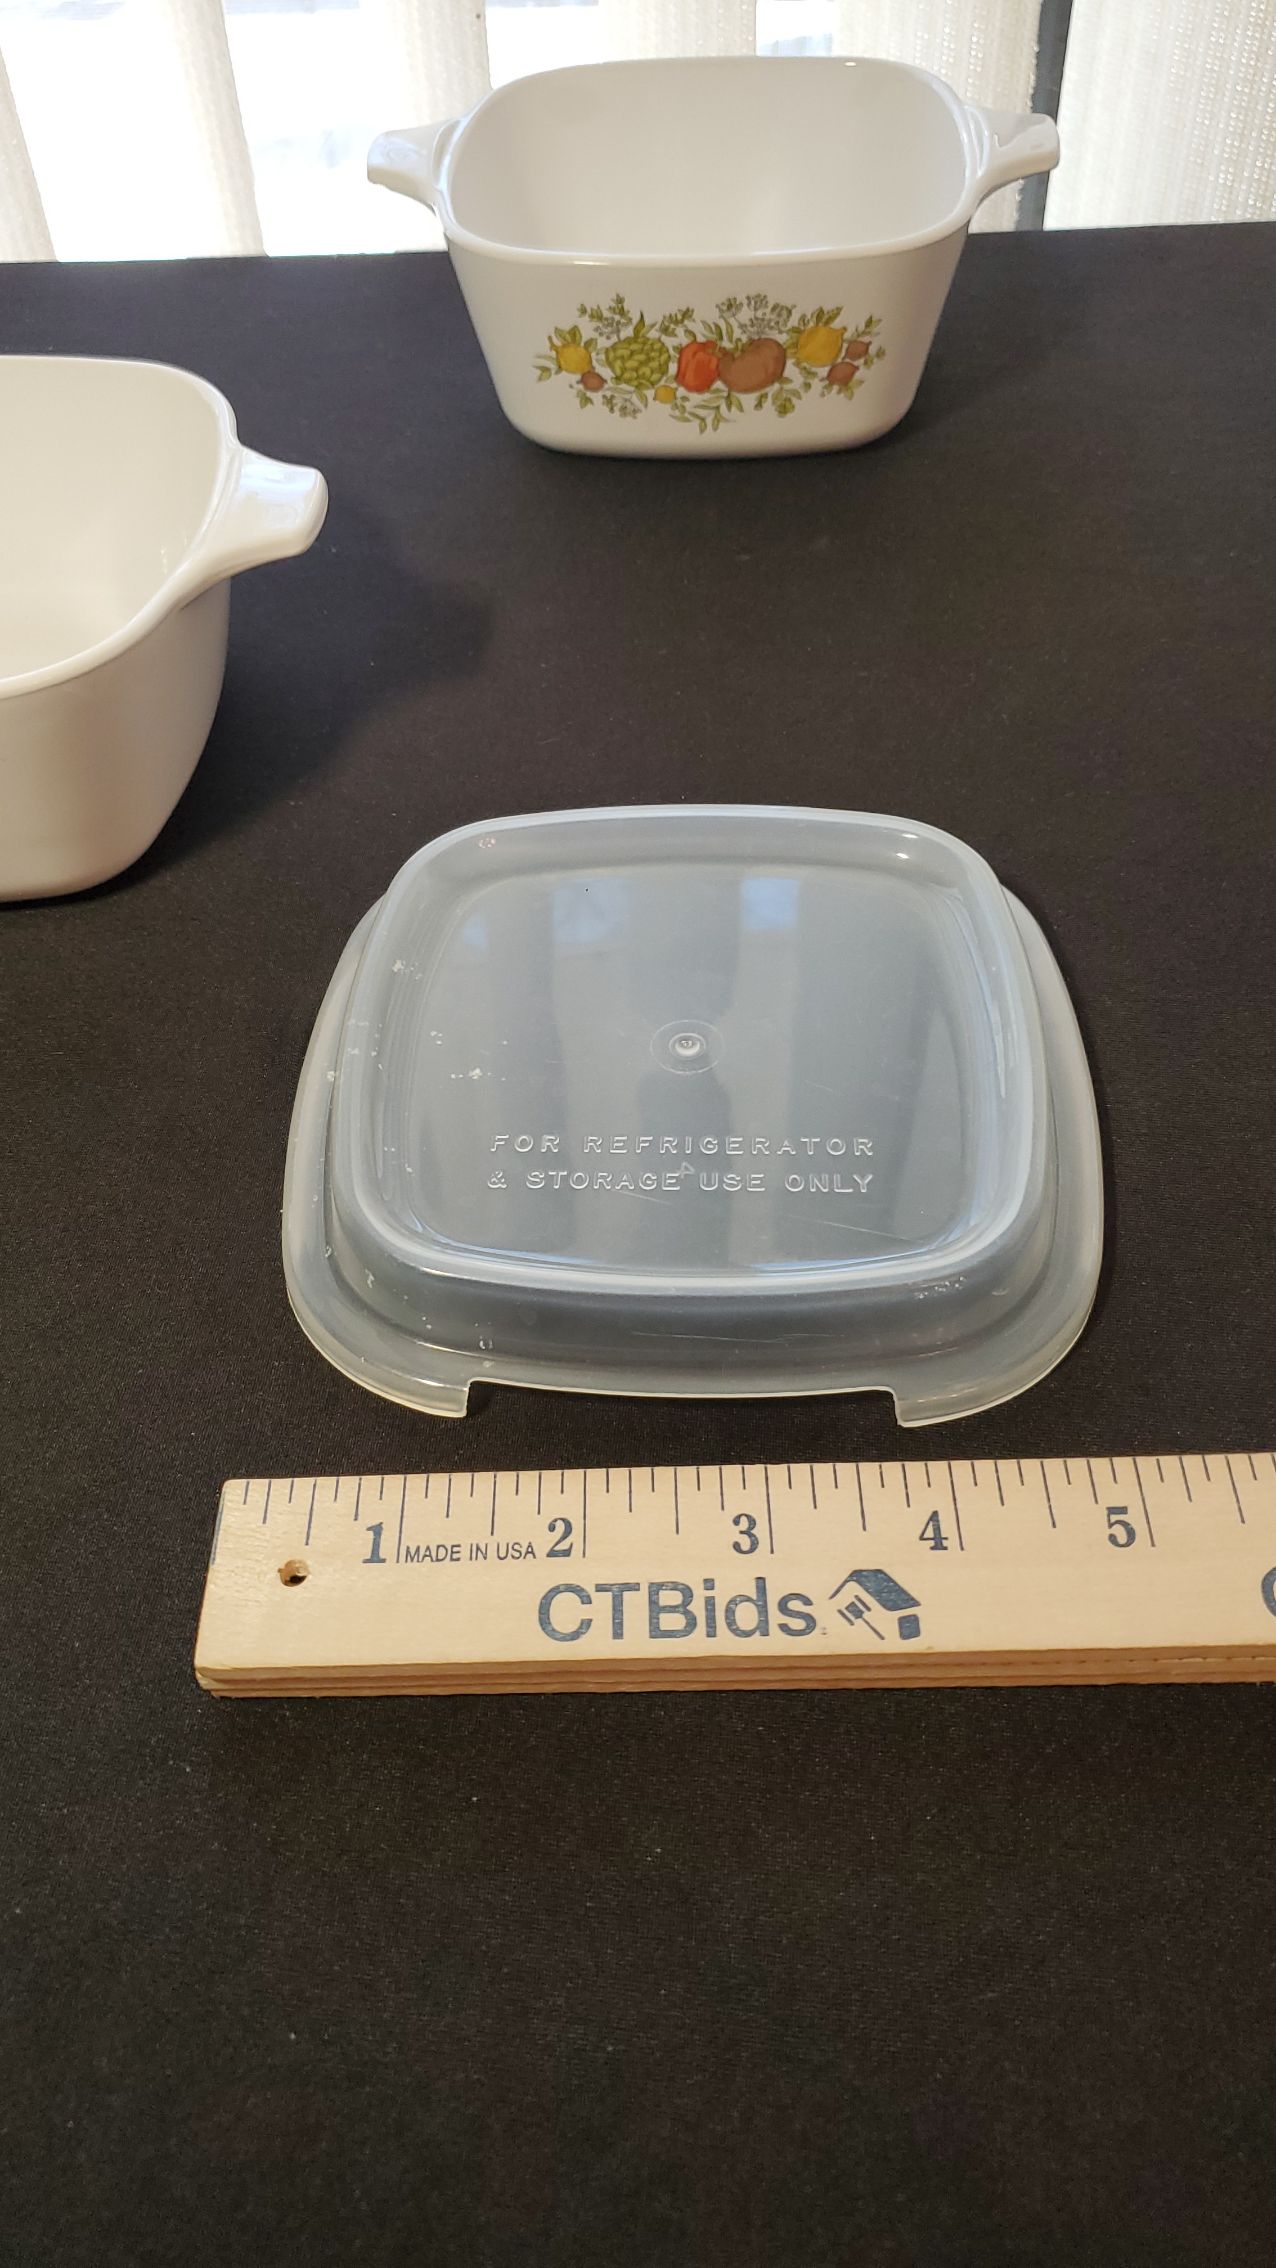 FOR REFRIGERATOR
& STORAGE USE ONLY
1 MADE IN USA 2 3 4 5
CTBids